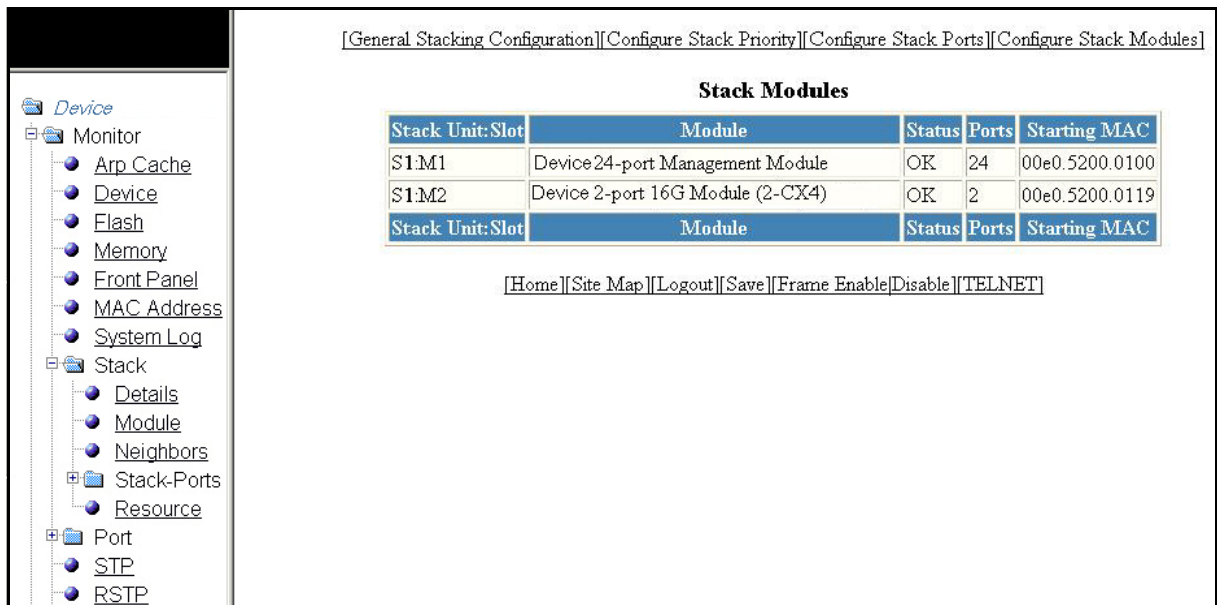 [General Stacking Configuration][Configure Stack Priority][Configure Stack Ports][Configure Stack Modules]
Device
Monitor
Arp Cache
Device
Flash
Memory
Front Panel
MAC Address
System Log
Stack
Details
Module
Neighbors
Stack-Ports
Resource
Port
STP
RSTP
Stack Modules
Stack Unit:Slot Module Status Ports Starting MAC
S1:M1 Device 24-port Management Module OK 24 00e0.5200.0100
S1:M2 Device 2-port 16G Module (2-CX4) OK 2 00e0.5200.0119
Stack Unit:Slot Module Status Ports Starting MAC
[Home][Site Map][Logout][Save][Frame Enable|Disable][TELNET]